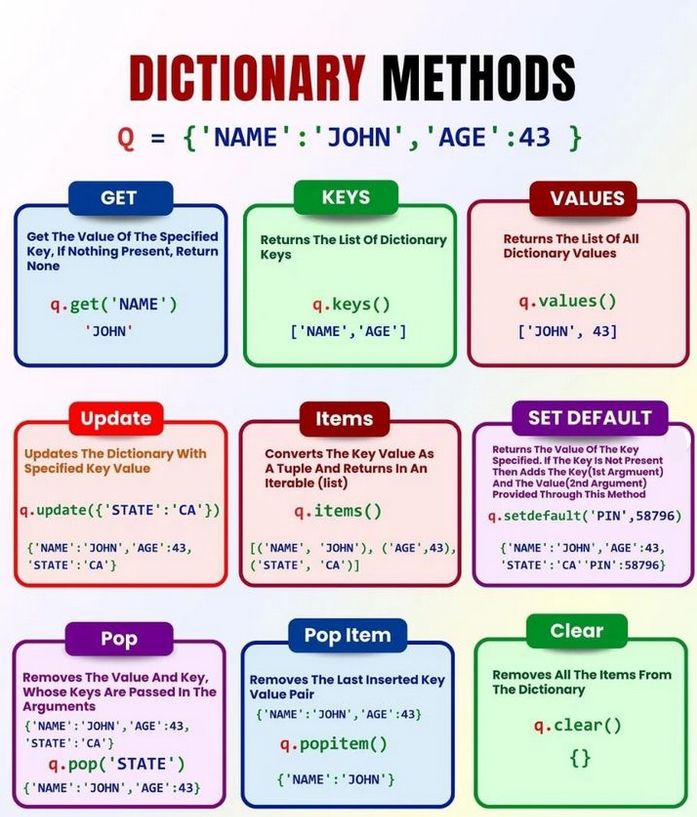 DICTIONARY METHODS
Q = {'NAME':'JOHN','AGE':43 }
GET
Get The Value Of The Specified
Key, If Nothing Present, Return
None
q.get('NAME')
'JOHN'
KEYS
Returns The List Of Dictionary
Keys
q.keys()
['NAME','AGE']
VALUES
Returns The List Of All
Dictionary Values
q.values()
['JOHN', 43]
Update
Updates The Dictionary With
Specified Key Value
q.update({'STATE':'CA'})
{'NAME':'JOHN','AGE':43,
'STATE':'CA'}
Items
Converts The Key Value As
A Tuple And Returns In An
Iterable (list)
q.items()
[('NAME', 'JOHN'), ('AGE',43),
('STATE', 'CA')]
SET DEFAULT
Returns The Value Of The Key
Specified. If The Key Is Not Present
Then Adds The Key(1st Argmuent)
And The Value(2nd Argument)
Provided Through This Method
q.setdefault('PIN',58796)
{'NAME':'JOHN','AGE':43,
'STATE':'CA''PIN':58796}
Pop
Removes The Value And Key,
Whose Keys Are Passed In The
Arguments
{'NAME':'JOHN','AGE':43,
'STATE':'CA'}
q.pop('STATE')
{'NAME':'JOHN','AGE':43}
Pop Item
Removes The Last Inserted Key
Value Pair
{'NAME':'JOHN','AGE':43}
q.popitem()
{'NAME':'JOHN'}
Clear
Removes All The Items From
The Dictionary
q.clear()
{}